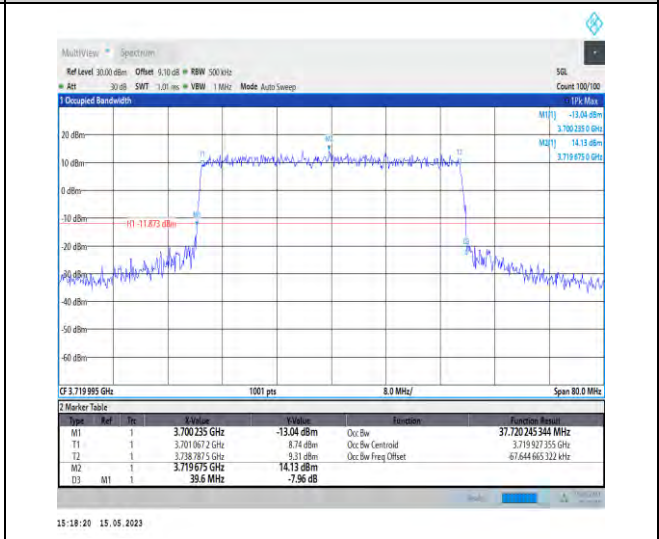 MultiView Spectrum
Ref Level 30.00 dBm Offset 9.10 dB RBW 500 kHz SGL
Att 30 dB SWT 1.01 ms VBW 1 MHz Mode Auto Sweep Count 100/100
1 Occupied Bandwidth 1Pk Max
M1[1] -13.04 dBm
3.700 235 0 GHz
M2[1] 14.13 dBm
3.719 675 0 GHz
20 dBm
M2
T1 T2
10 dBm
0 dBm
-10 dBm
M1
H1 -11.873 dBm
-20 dBm
-30 dBm
-40 dBm
-50 dBm
-60 dBm
CF 3.719 995 GHz 1001 pts 8.0 MHz/ Span 80.0 MHz
2 Marker Table
Type Ref Trc X-Value Y-Value Function Function Result
M1 1 3.700 235 GHz -13.04 dBm Occ Bw 37.720 245 344 MHz
T1 1 3.701 067 2 GHz 8.74 dBm Occ Bw Centroid 3.719 927 355 GHz
T2 1 3.738 787 5 GHz 9.31 dBm Occ Bw Freq Offset -67.644 665 322 kHz
M2 1 3.719 675 GHz 14.13 dBm
D3 M1 1 39.6 MHz -7.96 dB
15:18:20 15.05.2023